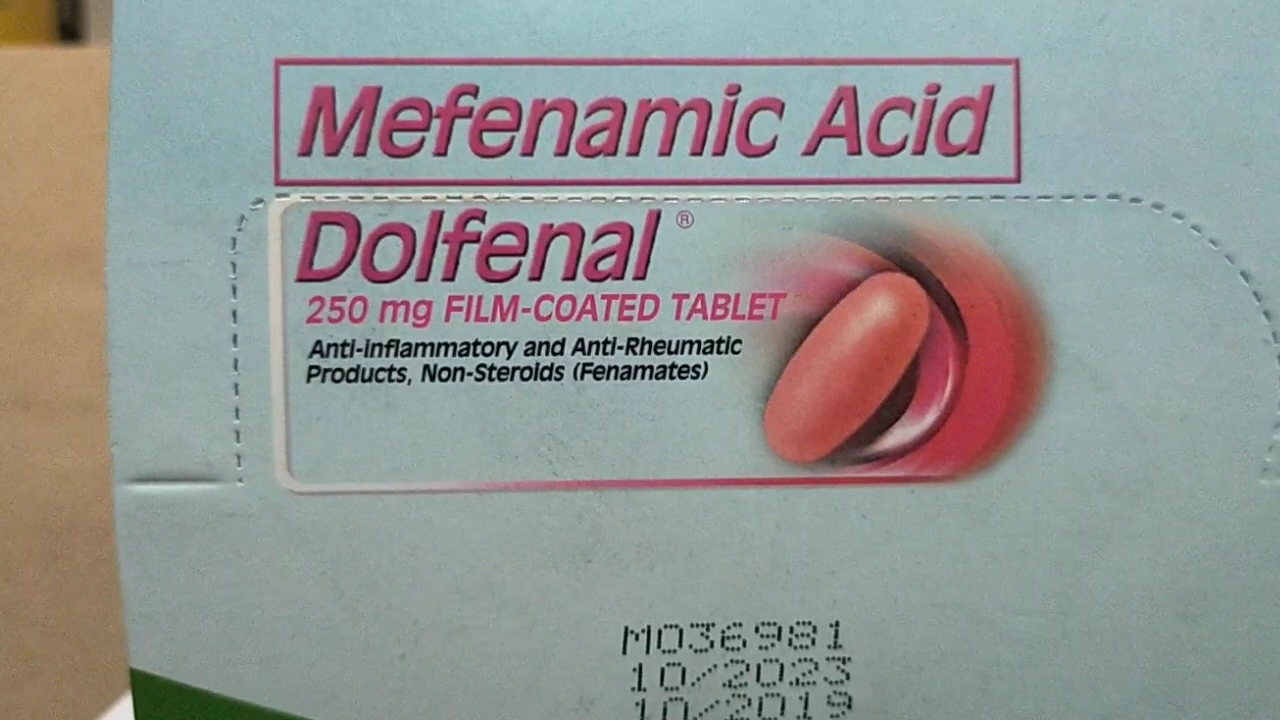 Mefenamic Acid
Dolfenal ®
250 mg FILM-COATED TABLET
Anti-inflammatory and Anti-Rheumatic
Products, Non-Steroids (Fenamates)
M036981
10/2023
10/2019